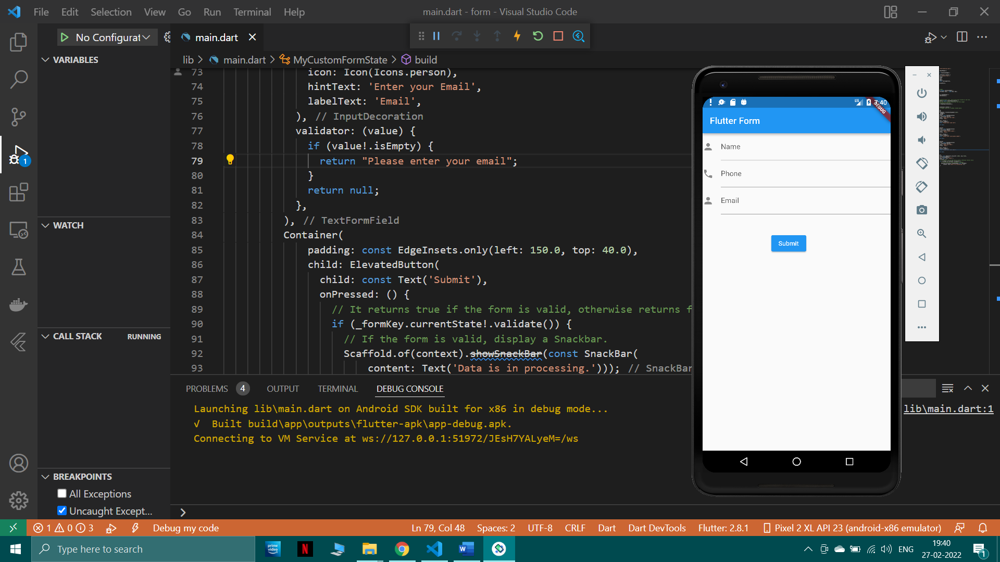 File Edit Selection View Go Run Terminal Help
main.dart - form - Visual Studio Code
No Configurat
main.dart
VARIABLES
lib > main.dart > MyCustomFormState > build
73 icon: Icon(Icons.person),
74 hintText: 'Enter your Email',
75 labelText: 'Email',
76 ), // InputDecoration
77 validator: (value) {
78 if (value!.isEmpty) {
79 return "Please enter your email";
80 }
81 return null;
82 },
83 ), // TextFormField
84 Container(
85 padding: const EdgeInsets.only(left: 150.0, top: 40.0),
86 child: ElevatedButton(
87 child: const Text('Submit'),
88 onPressed: () {
89 // It returns true if the form is valid, otherwise returns f
90 if (_formKey.currentState!.validate()) {
91 // If the form is valid, display a Snackbar.
92 Scaffold.of(context).showSnackBar(const SnackBar(
93 content: Text('Data is in processing.'))); // SnackBar
1
WATCH
CALL STACK RUNNING
BREAKPOINTS
All Exceptions
Uncaught Except...
LTE 7:40
DEBUG
Flutter Form
Name
Phone
Email
Submit
PROBLEMS 4 OUTPUT TERMINAL DEBUG CONSOLE
Launching lib\main.dart on Android SDK built for x86 in debug mode...
lib\main.dart:1
√ Built build\app\outputs\flutter-apk\app-debug.apk.
Connecting to VM Service at ws://127.0.0.1:51972/JEsH7YALyeM=/ws
1 0 3 Debug my code Ln 79, Col 48 Spaces: 2 UTF-8 CRLF Dart Dart DevTools Flutter: 2.8.1 Pixel 2 XL API 23 (android-x86 emulator)
Type here to search
prime video
N
W
ENG
19:40
27-02-2022
1